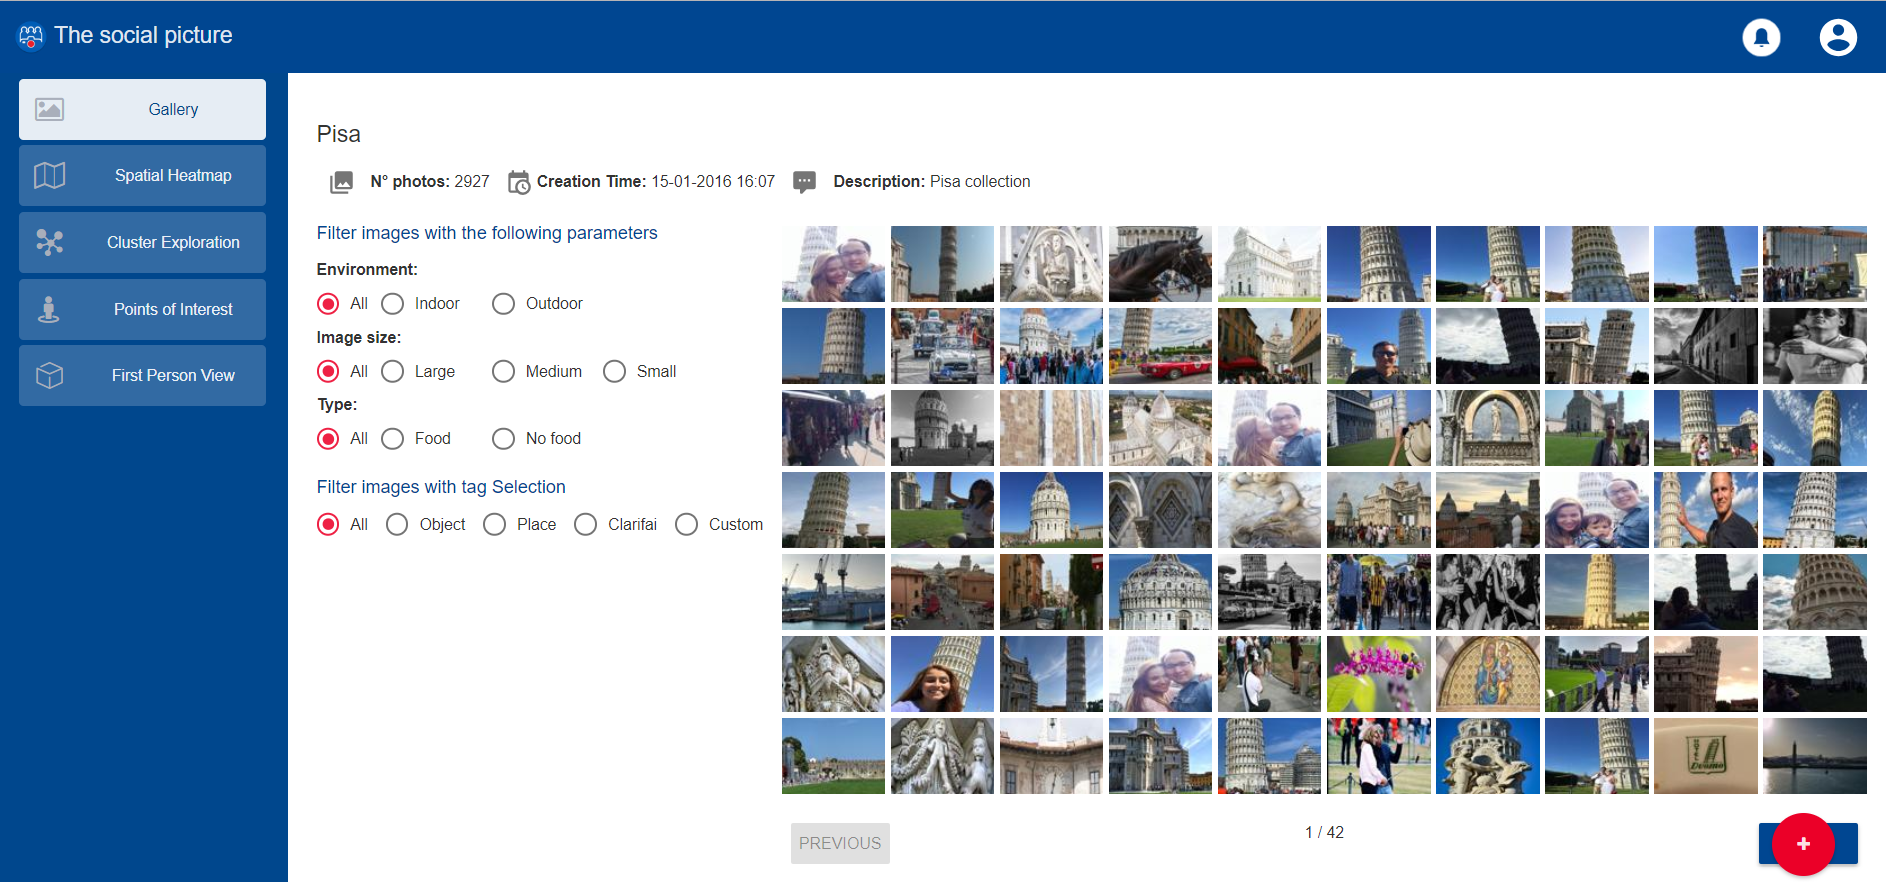 The social picture
Gallery
Spatial Heatmap
Cluster Exploration
Points of Interest
First Person View
Pisa
N° photos: 2927 Creation Time: 15-01-2016 16:07 Description: Pisa collection
Filter images with the following parameters
Environment:
All Indoor Outdoor
Image size:
All Large Medium Small
Type:
All Food No food
Filter images with tag Selection
All Object Place Clarifai Custom
Duomo
PREVIOUS 1 / 42
+